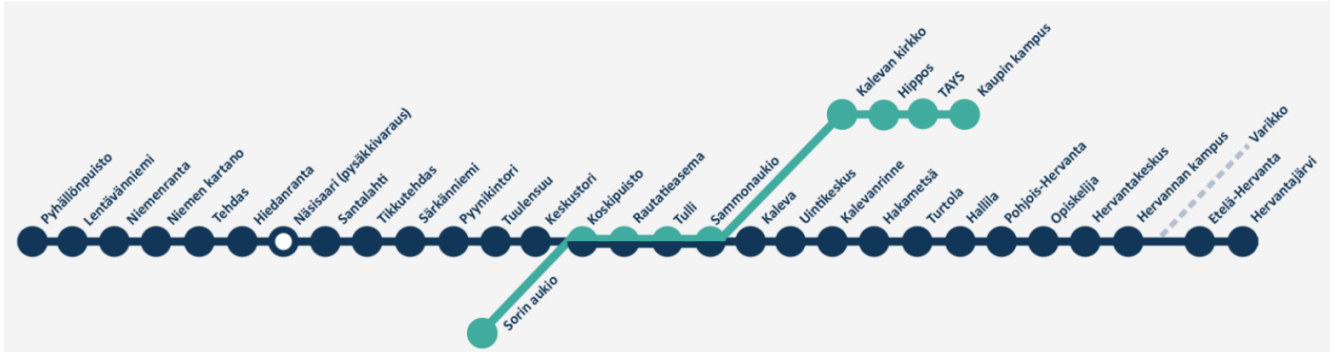 Pyhällönpuisto
Lentävänniemi
Niemenranta
Niemen kartano
Tehdas
Hiedanranta
Näsisaari (pysäkkivaraus)
Santalahti
Tikkutehdas
Särkänniemi
Pyynikintori
Tuulensuu
Keskustori
Koskipuisto
Rautatieasema
Tulli
Sammonaukio
Kaleva
Uintikeskus
Kalevanrinne
Hakametsä
Turtola
Hallila
Pohjois-Hervanta
Opiskelija
Hervantakeskus
Hervannan kampus
Varikko
Etelä-Hervanta
Hervantajärvi
Kalevan kirkko
Hippos
TAYS
Kaupin kampus
Sorin aukio